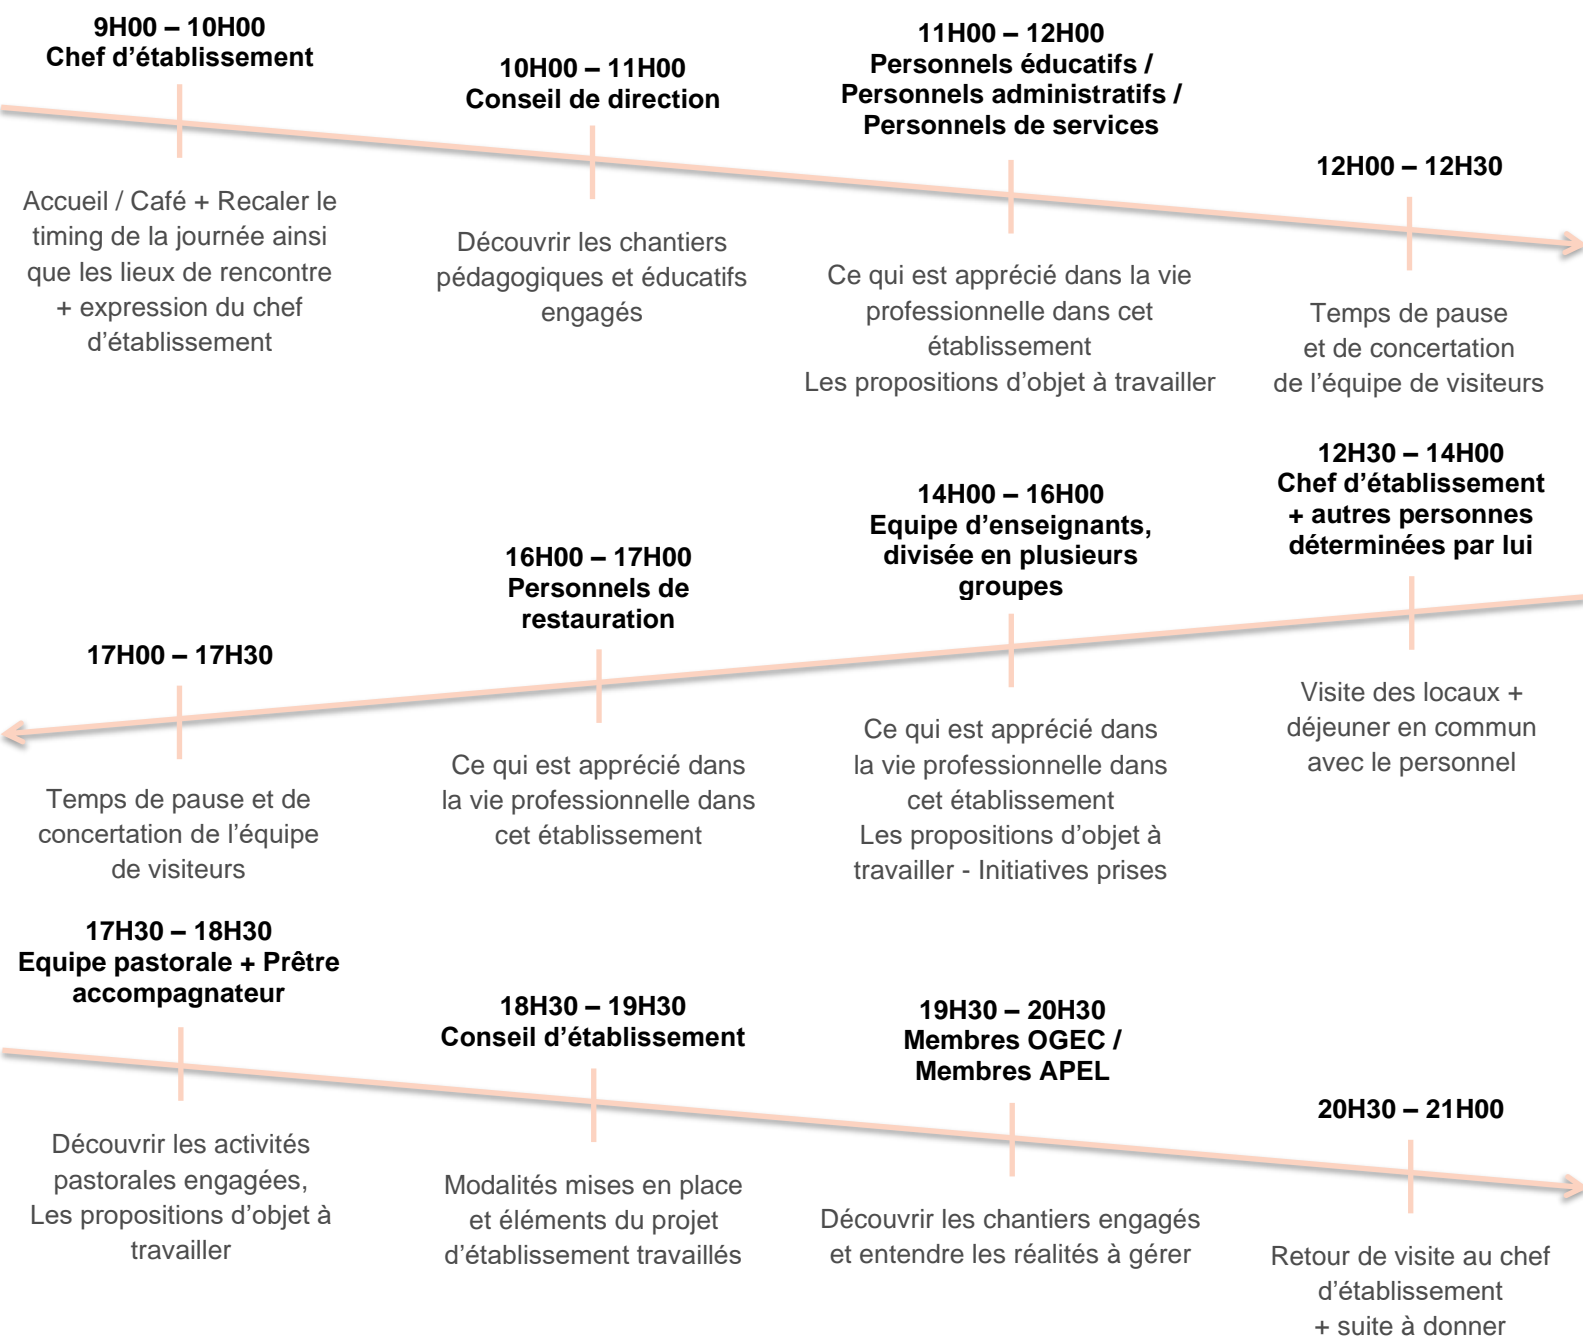 9H00 – 10H00
Chef d’établissement
Accueil / Café + Recaler le
timing de la journée ainsi
que les lieux de rencontre
+ expression du chef
d’établissement
10H00 – 11H00
Conseil de direction
Découvrir les chantiers
pédagogiques et éducatifs
engagés
11H00 – 12H00
Personnels éducatifs /
Personnels administratifs /
Personnels de services
Ce qui est apprécié dans la vie
professionnelle dans cet
établissement
Les propositions d’objet à travailler
12H00 – 12H30
Temps de pause
et de concertation
de l’équipe de visiteurs
12H30 – 14H00
Chef d’établissement
+ autres personnes
déterminées par lui
Visite des locaux +
déjeuner en commun
avec le personnel
14H00 – 16H00
Equipe d’enseignants,
divisée en plusieurs
groupes
Ce qui est apprécié dans
la vie professionnelle dans
cet établissement
Les propositions d’objet à
travailler - Initiatives prises
16H00 – 17H00
Personnels de
restauration
Ce qui est apprécié dans
la vie professionnelle dans
cet établissement
17H00 – 17H30
Temps de pause et de
concertation de l’équipe
de visiteurs
17H30 – 18H30
Equipe pastorale + Prêtre
accompagnateur
Découvrir les activités
pastorales engagées,
Les propositions d’objet à
travailler
18H30 – 19H30
Conseil d’établissement
Modalités mises en place
et éléments du projet
d’établissement travaillés
19H30 – 20H30
Membres OGEC /
Membres APEL
Découvrir les chantiers engagés
et entendre les réalités à gérer
20H30 – 21H00
Retour de visite au chef
d’établissement
+ suite à donner